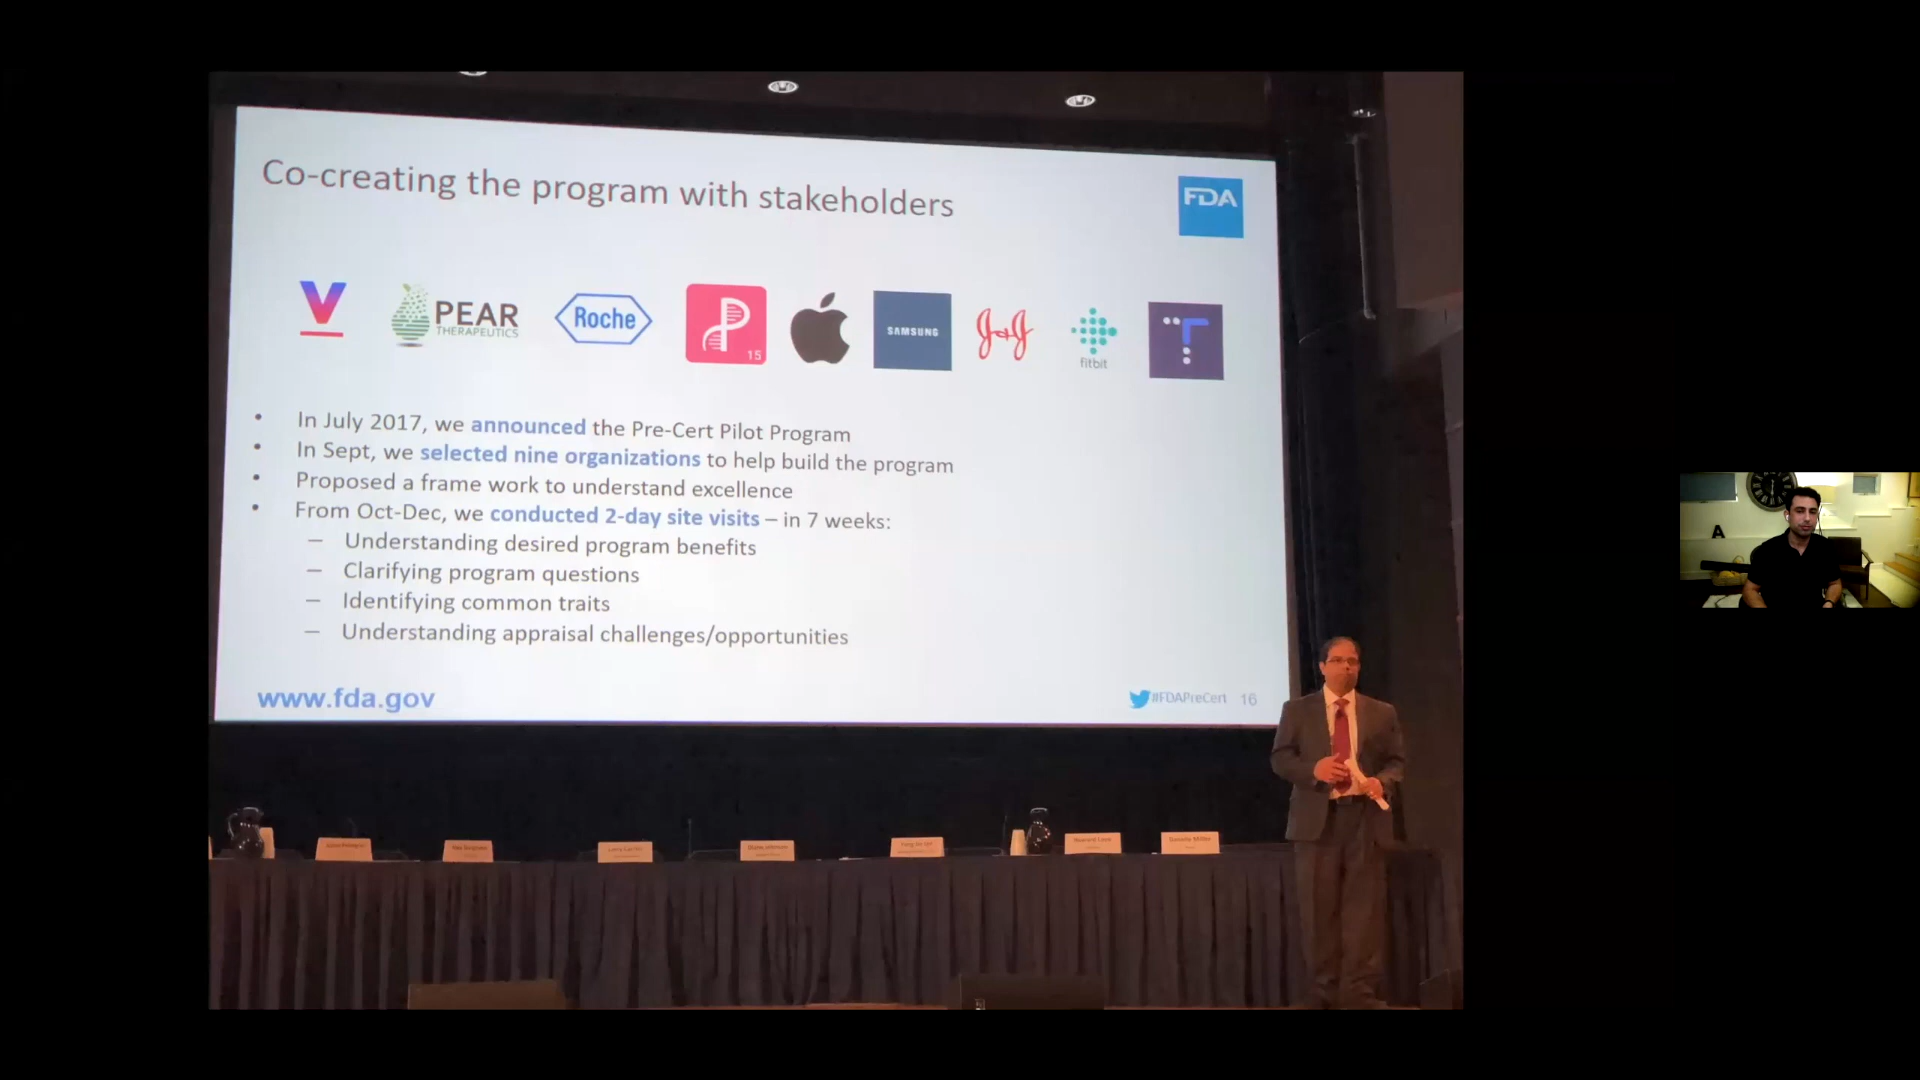 Co-creating the program with stakeholders
FDA
V
PEAR
THERAPEUTICS
Roche
15
SAMSUNG
J&J
fitbit
• In July 2017, we announced the Pre-Cert Pilot Program
• In Sept, we selected nine organizations to help build the program
• Proposed a frame work to understand excellence
• From Oct-Dec, we conducted 2-day site visits – in 7 weeks:
– Understanding desired program benefits
– Clarifying program questions
– Identifying common traits
– Understanding appraisal challenges/opportunities
www.fda.gov
#FDAPreCert 16
A